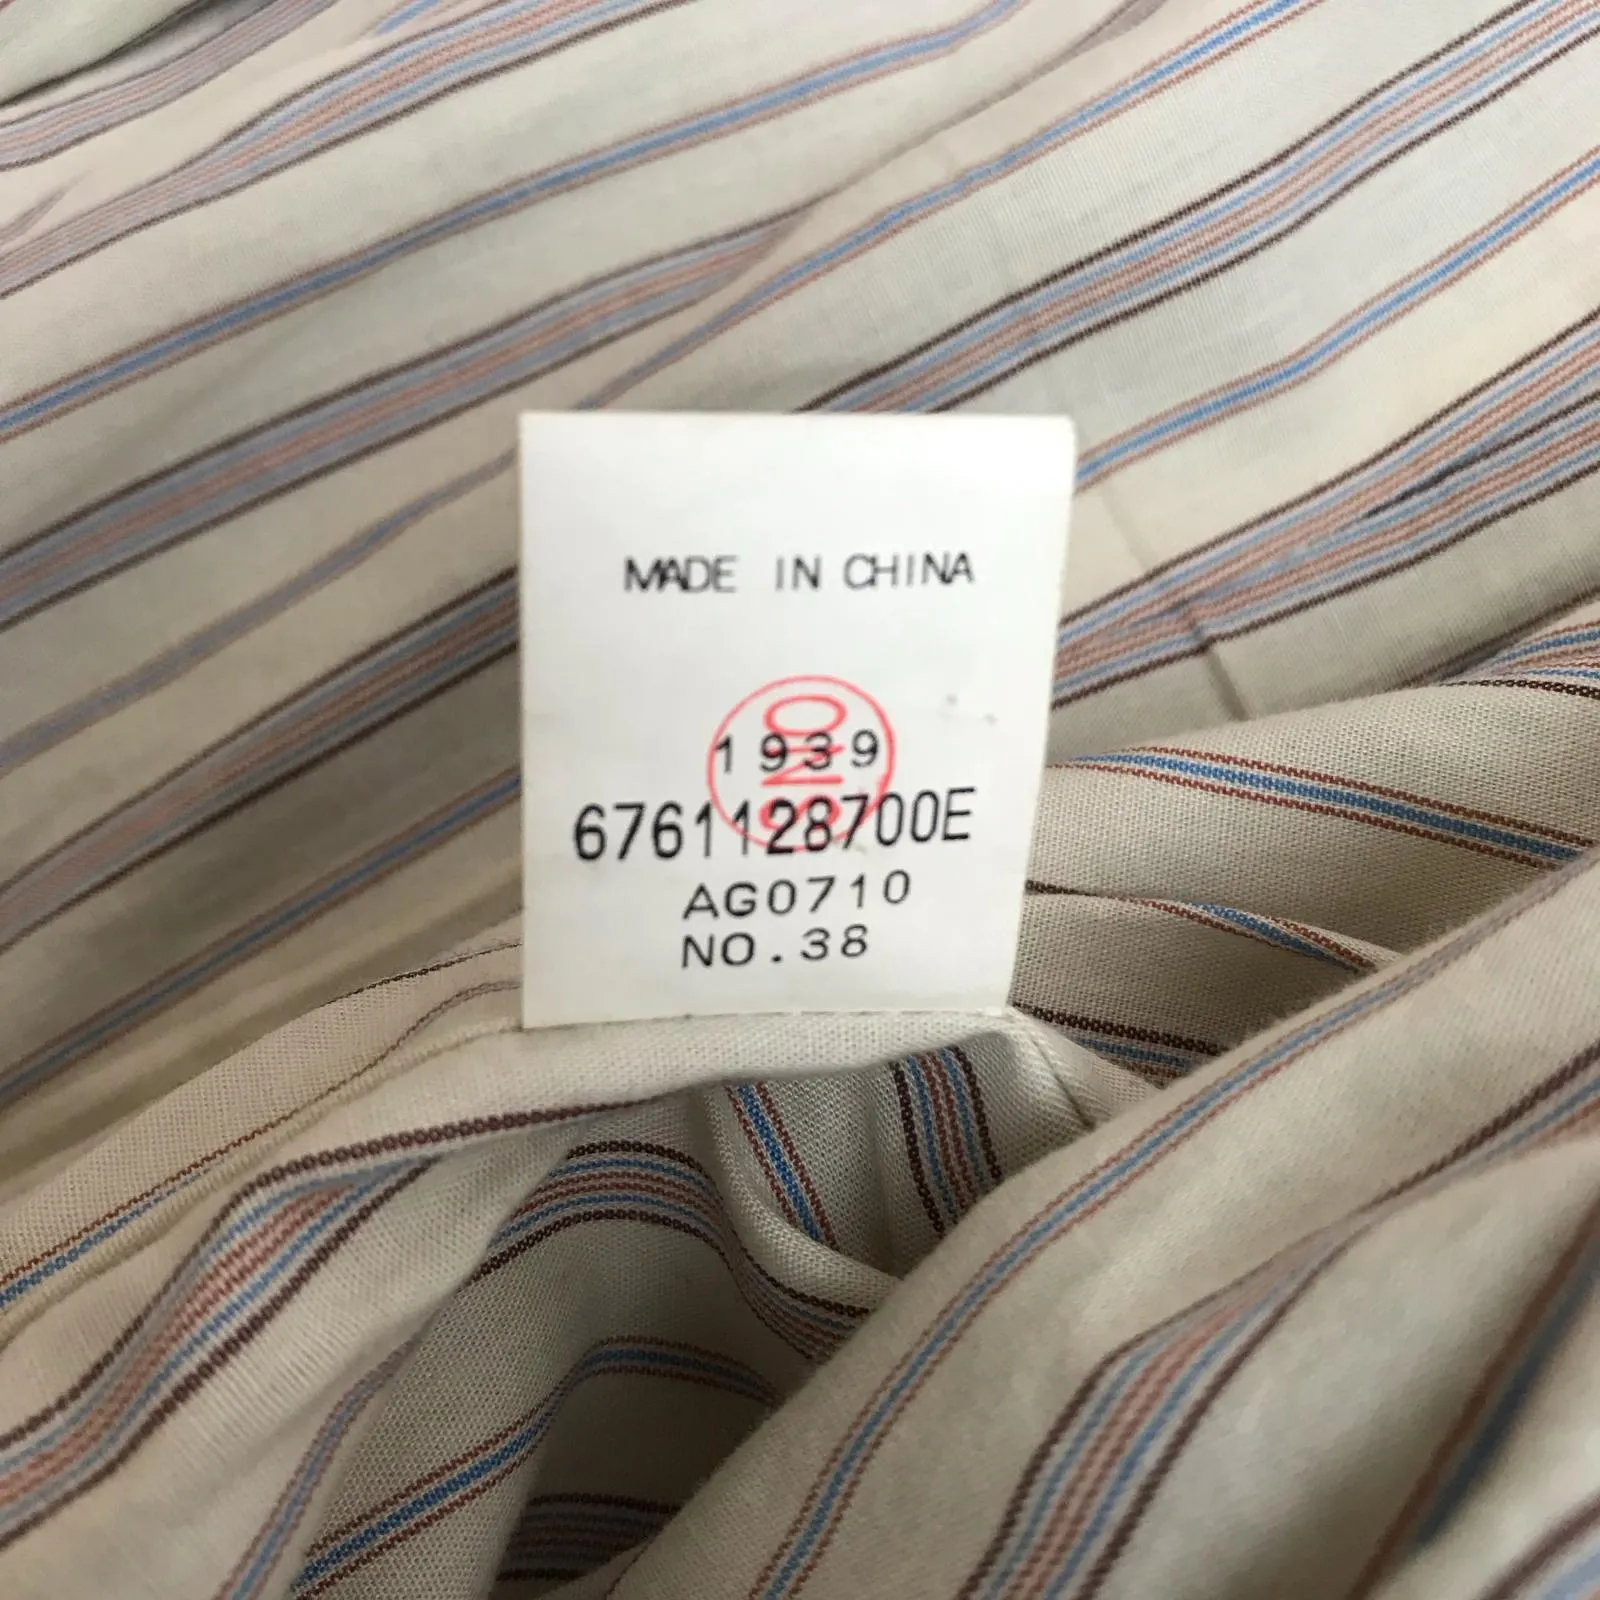 MADE IN CHINA
1939
6761128700E
AG0710
NO.38